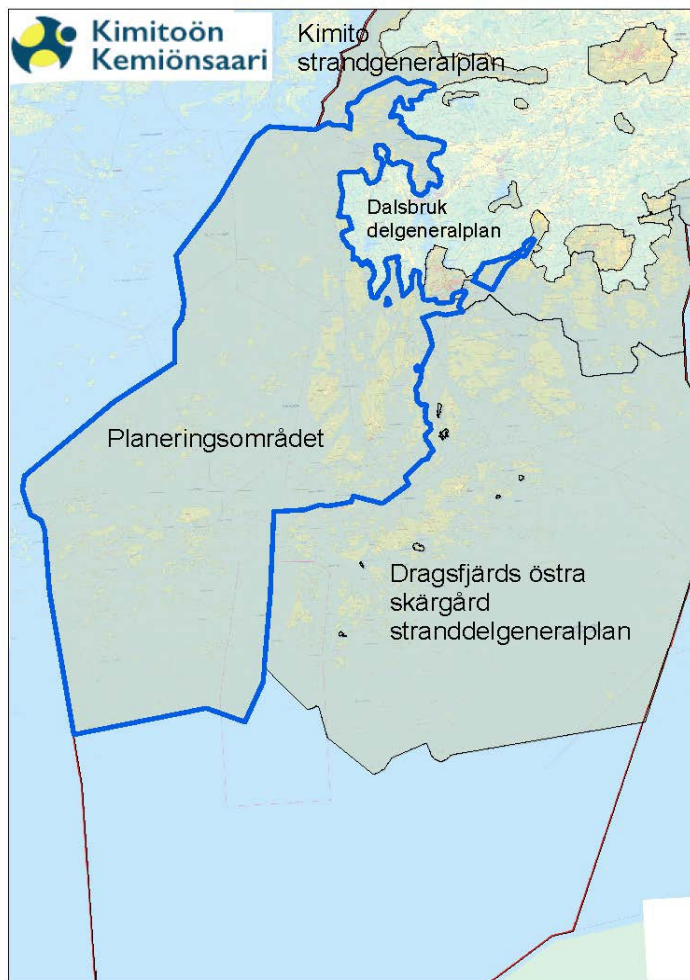 Kimitoön
Kemiönsaari
Kimito
strandgeneralplan
Dalsbruk
delgeneralplan
Planeringsområdet
Dragsfjärds östra
skärgård
stranddelgeneralplan